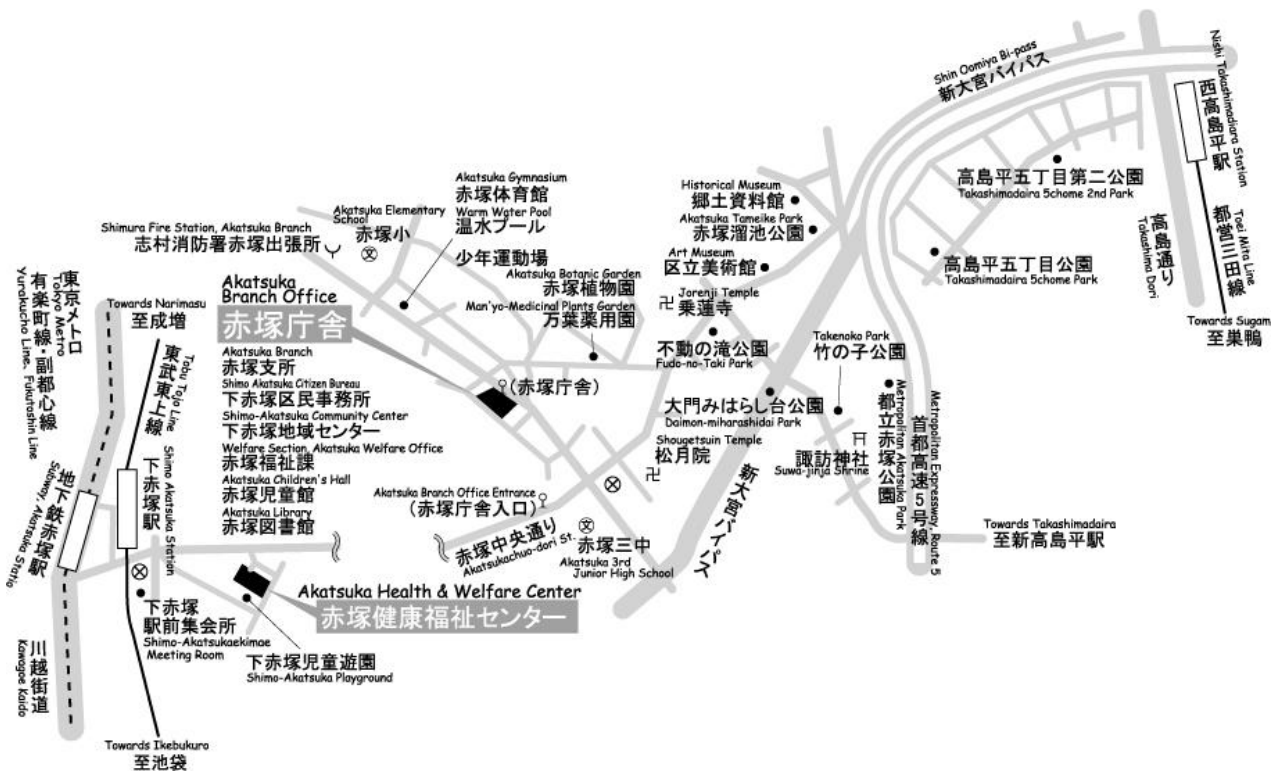 Shin Oomiya Bi-pass
新大宮バイパス
Nishi Takashimadiara Station
西高島平駅
Toei Mita Line
都営三田線
Towards Sugam
至巣鴨
高島通り
Takashima Dori
高島平五丁目第二公園
Takashimadaira 5chome 2nd Park
高島平五丁目公園
Takashimadaira 5chome Park
Akatsuka Gymnasium
赤塚体育館
Warm Water Pool
温水プール
少年運動場
Akatsuka Elementary
School
赤塚小
文
Shimura Fire Station, Akatsuka Branch
志村消防署赤塚出張所
Historical Museum
郷土資料館
Akatsuka Tameike Park
赤塚溜池公園
Art Museum
区立美術館
Jorenji Temple
乗蓮寺
不動の滝公園
Fudo-no-Taki Park
Akatsuka Botanic Garden
赤塚植物園
Man'yo-Medicinal Plants Garden
万葉薬用園
Takenoko Park
竹の子公園
大門みはらし台公園
Daimon-miharashidai Park
Shougetsuin Temple
松月院
諏訪神社
Suwa-jinja Shrine
都立赤塚公園
Metropolitan Akatsuka Park
首都高速5号線
Metropolitan Expressway, Route 5
新大宮バイパス
Towards Takashimadaira
至新高島平駅
Akatsuka
Branch Office
赤塚庁舎
Akatsuka Branch
赤塚支所
Shimo Akatsuka Citizen Bureau
下赤塚区民事務所
Shimo-Akatsuka Community Center
下赤塚地域センター
Welfare Section, Akatsuka Welfare Office
赤塚福祉課
Akatsuka Children's Hall
赤塚児童館
Akatsuka Library
赤塚図書館
(赤塚庁舎)
Akatsuka Branch Office Entrance
(赤塚庁舎入口)
赤塚中央通り
Akatsukachuo-dori St.
文
赤塚三中
Akatsuka 3rd
Junior High School
東京メトロ
Tokyo Metro
有楽町線・副都心線
Yurakucho Line、Fukutoshin Line
Towards Narimasu
至成増
東武東上線
Tobu Tojo Line
下赤塚駅
Shimo Akatsuka Station
地下鉄赤塚駅
Subway, Akatsuka Statio
川越街道
Kawagoe Kaido
下赤塚
駅前集会所
Shimo-Akatsukaekimae
Meeting Room
Akatsuka Health & Welfare Center
赤塚健康福祉センター
下赤塚児童遊園
Shimo-Akatsuka Playground
Towards Ikebukuro
至池袋